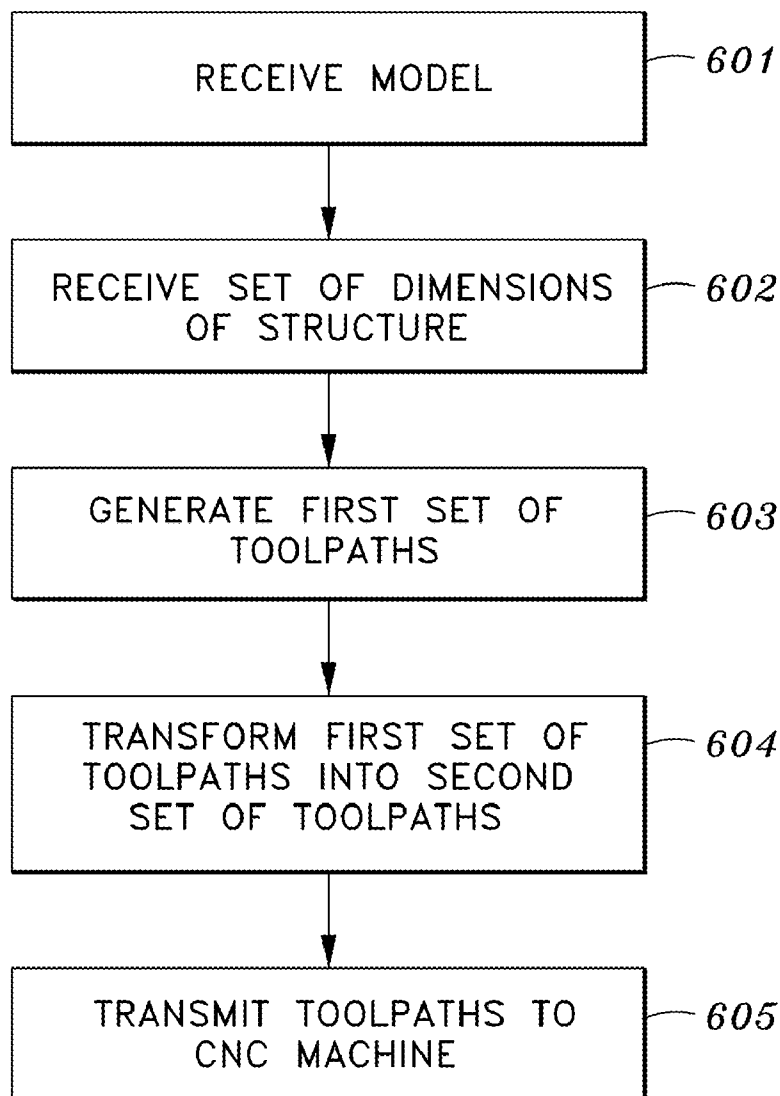 RECEIVE MODEL
601
RECEIVE SET OF DIMENSIONS
OF STRUCTURE
602
GENERATE FIRST SET OF
TOOLPATHS
603
TRANSFORM FIRST SET OF
TOOLPATHS INTO SECOND
SET OF TOOLPATHS
604
TRANSMIT TOOLPATHS TO
CNC MACHINE
605